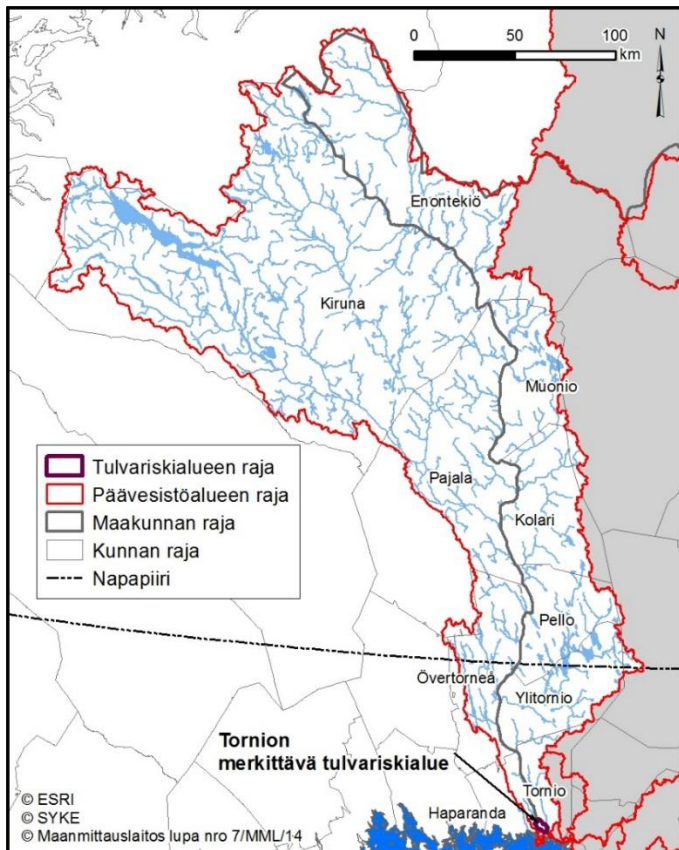 0 50 100
km
N
Enontekiö
Kiruna
Muonio
Tulvariskialueen raja
Päävesistöalueen raja
Maakunnan raja
Kunnan raja
Napapiiri
Pajala
Kolari
Pello
Övertorneå
Ylitornio
Tornion
merkittävä tulvariskialue
Tornio
Haparanda
© ESRI
© SYKE
© Maanmittauslaitos lupa nro 7/MML/14